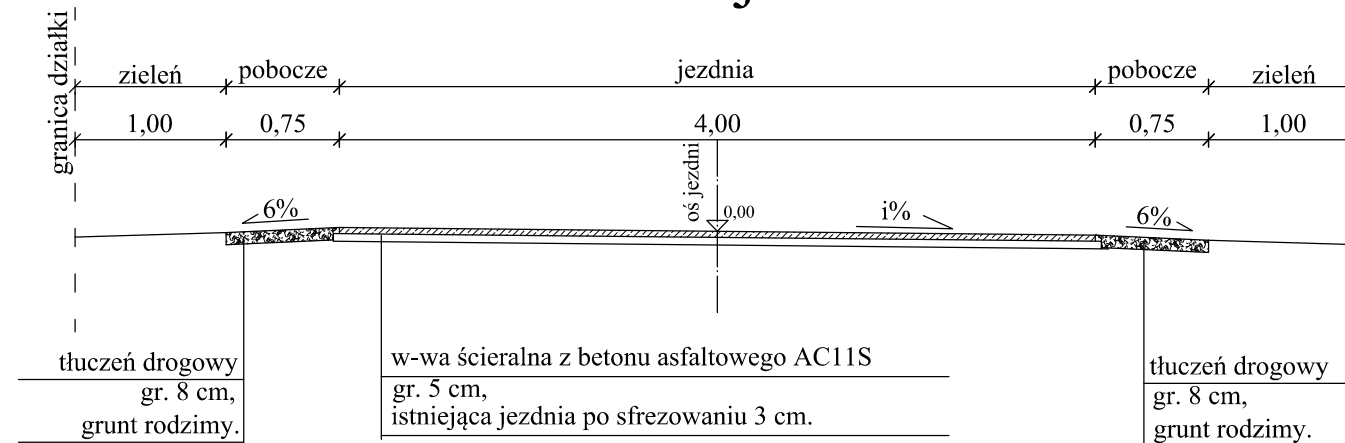 granica działki
zieleń pobocze jezdnia pobocze zieleń
1,00 0,75 4,00 0,75 1,00
oś jezdni
0,00
6% i% 6%
tłuczeń drogowy
gr. 8 cm,
grunt rodzimy.
w-wa ścieralna z betonu asfaltowego AC11S
gr. 5 cm,
istniejąca jezdnia po sfrezowaniu 3 cm.
tłuczeń drogowy
gr. 8 cm,
grunt rodzimy.